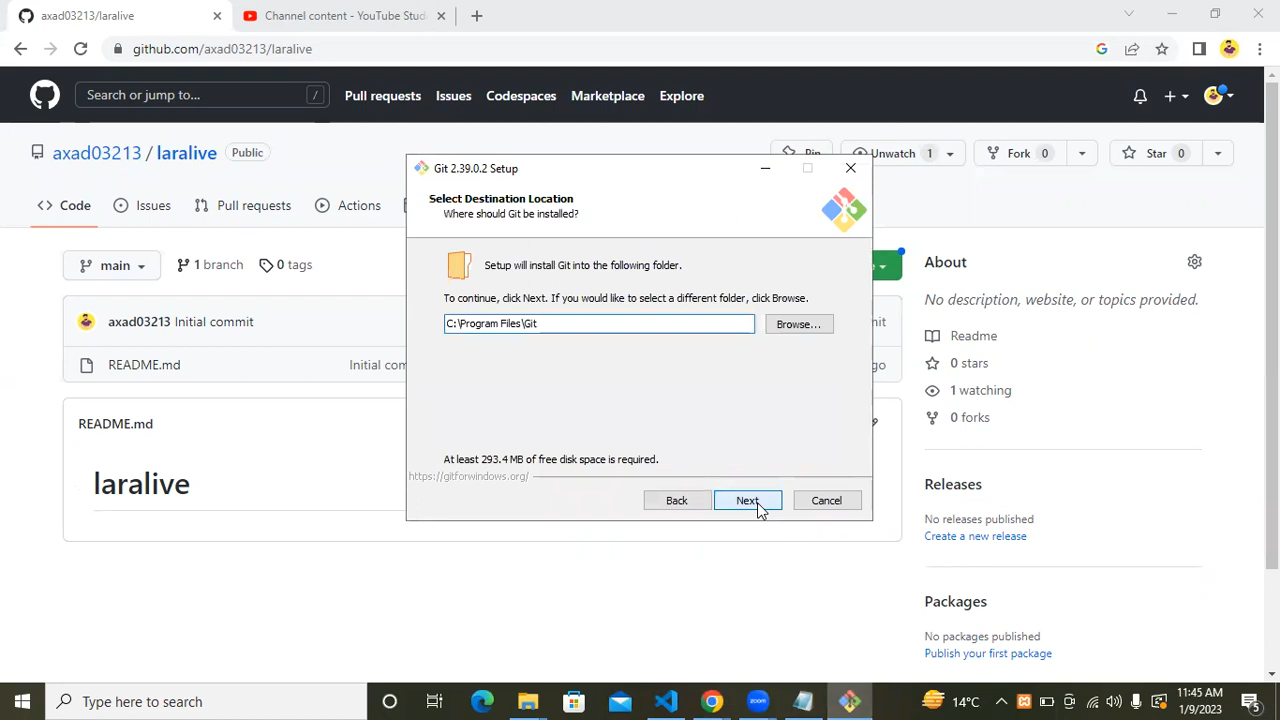 axad03213/laralive
Channel content - YouTube Stud
github.com/axad03213/laralive
Search or jump to...
/
Pull requests
Issues
Codespaces
Marketplace
Explore
axad03213 / laralive
Public
Pin
Unwatch 1
Fork 0
Star 0
Code
Issues
Pull requests
Actions
main
1 branch
0 tags
axad03213 Initial commit
README.md
Initial com
README.md
laralive
Git 2.39.0.2 Setup
Select Destination Location
Where should Git be installed?
Setup will install Git into the following folder.
To continue, click Next. If you would like to select a different folder, click Browse.
C:\Program Files\Git
Browse...
At least 293.4 MB of free disk space is required.
https://gitforwindows.org/
Back
Next
Cancel
About
No description, website, or topics provided.
Readme
0 stars
1 watching
0 forks
Releases
No releases published
Create a new release
Packages
No packages published
Publish your first package
Type here to search
zoom
14°C
11:45 AM
1/9/2023
5